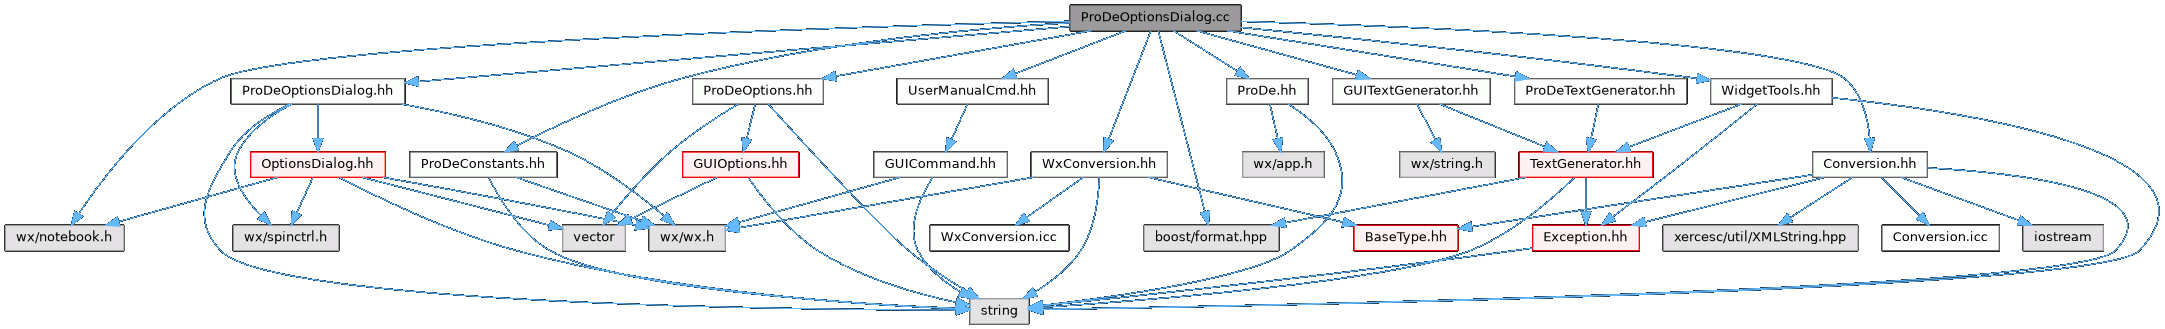 ProDeOptionsDialog.cc
ProDeOptionsDialog.hh
ProDeOptions.hh
UserManualCmd.hh
ProDe.hh
GUITextGenerator.hh
ProDeTextGenerator.hh
WidgetTools.hh
OptionsDialog.hh
ProDeConstants.hh
GUIOptions.hh
GUICommand.hh
WxConversion.hh
wx/app.h
wx/string.h
TextGenerator.hh
Conversion.hh
wx/notebook.h
wx/spinctrl.h
vector
wx/wx.h
WxConversion.icc
boost/format.hpp
BaseType.hh
Exception.hh
xercesc/util/XMLString.hpp
Conversion.icc
iostream
string